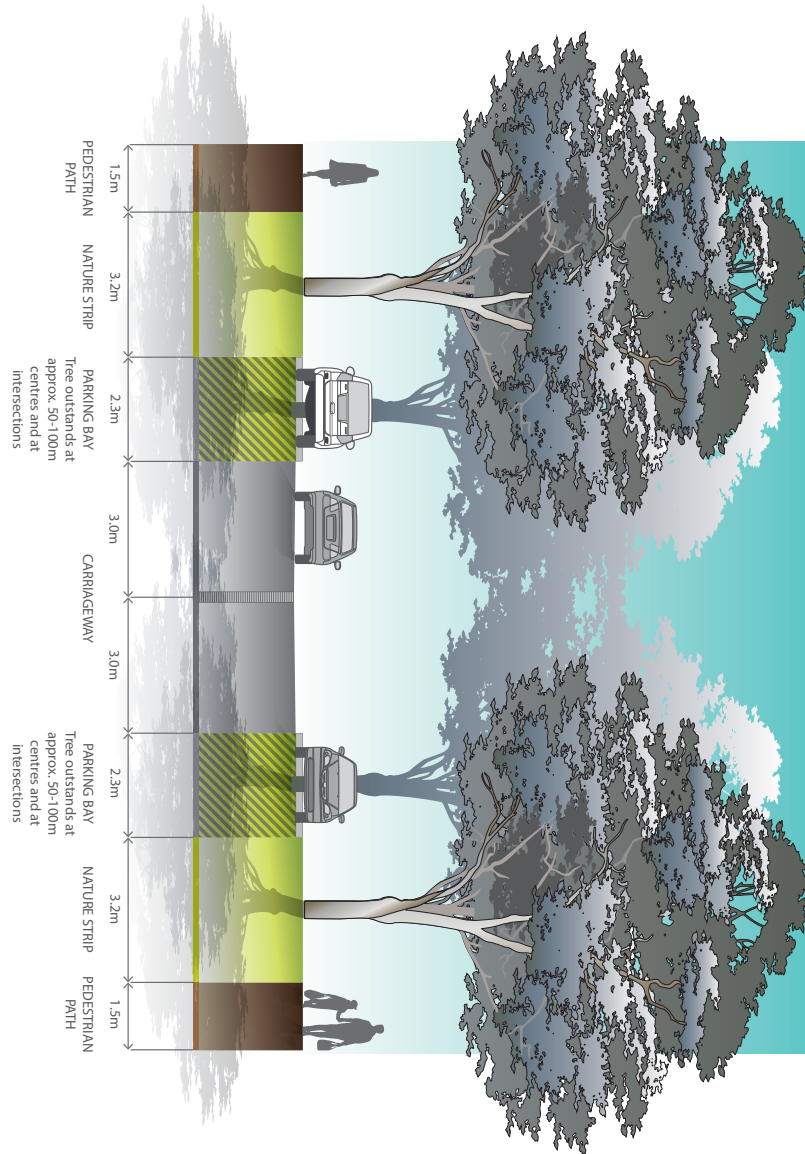 1.5m
3.2m
2.3m
3.0m
3.0m
2.3m
3.2m
1.5m
PEDESTRIAN
PATH
NATURE STRIP
PARKING BAY
Tree outstands at
approx. 50-100m
centres and at
intersections
CARRIAGEWAY
PARKING BAY
Tree outstands at
approx. 50-100m
centres and at
intersections
NATURE STRIP
PEDESTRIAN
PATH